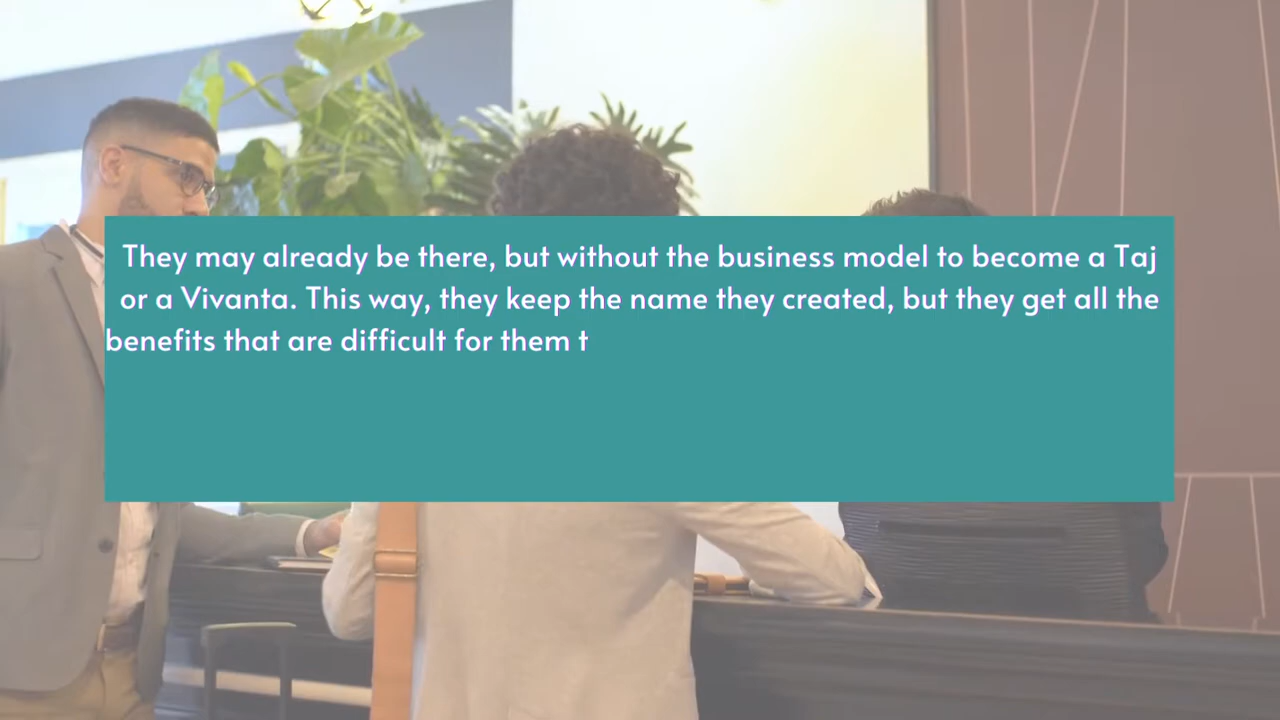 They may already be there, but without the business model to become a Taj
or a Vivanta. This way, they keep the name they created, but they get all the
benefits that are difficult for them t